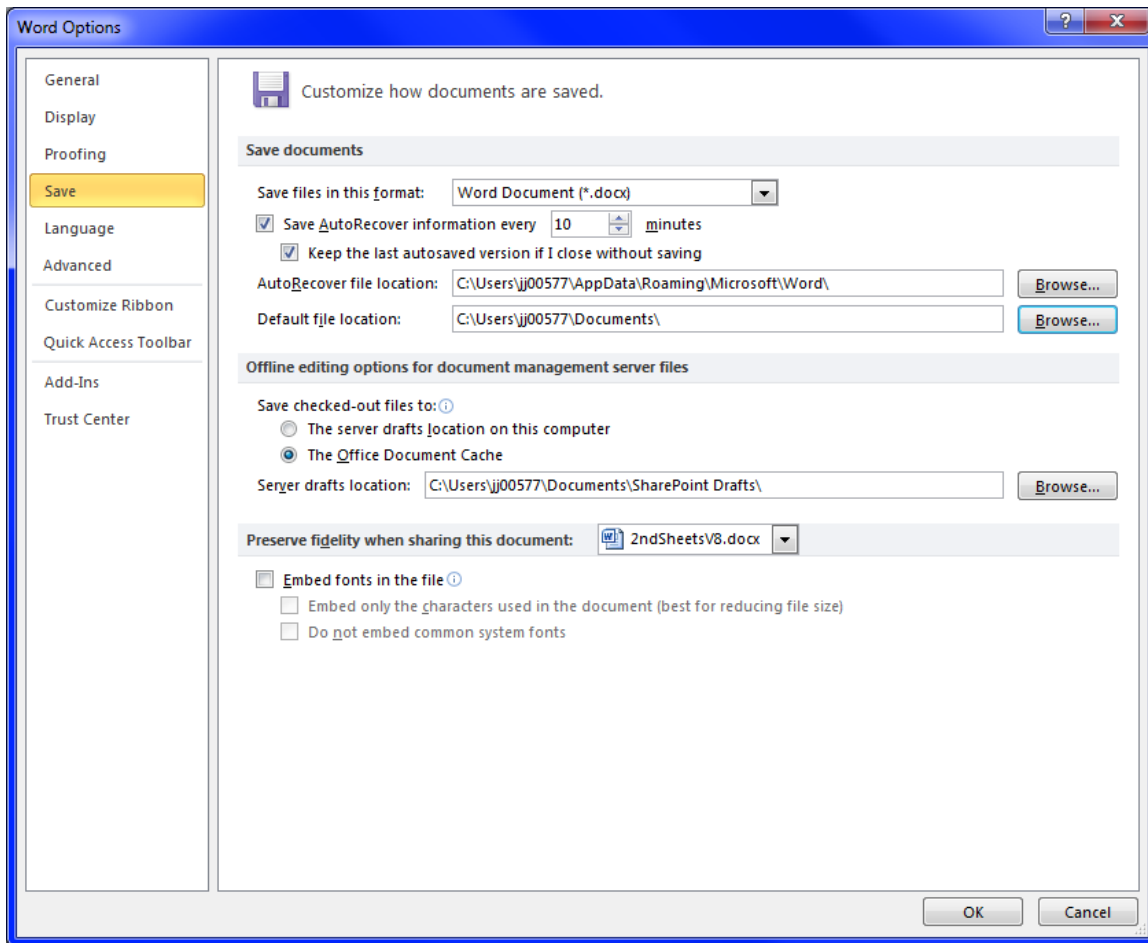 Word Options
General
Display
Proofing
Save
Language
Advanced
Customize Ribbon
Quick Access Toolbar
Add-Ins
Trust Center
Customize how documents are saved.
Save documents
Save files in this format: Word Document (*.docx)
Save AutoRecover information every 10 minutes
Keep the last autosaved version if I close without saving
AutoRecover file location: C:\Users\jj00577\AppData\Roaming\Microsoft\Word\ Browse...
Default file location: C:\Users\jj00577\Documents\ Browse...
Offline editing options for document management server files
Save checked-out files to:
The server drafts location on this computer
The Office Document Cache
Server drafts location: C:\Users\jj00577\Documents\SharePoint Drafts\ Browse...
Preserve fidelity when sharing this document: 2ndSheetsV8.docx
Embed fonts in the file
Embed only the characters used in the document (best for reducing file size)
Do not embed common system fonts
OK Cancel